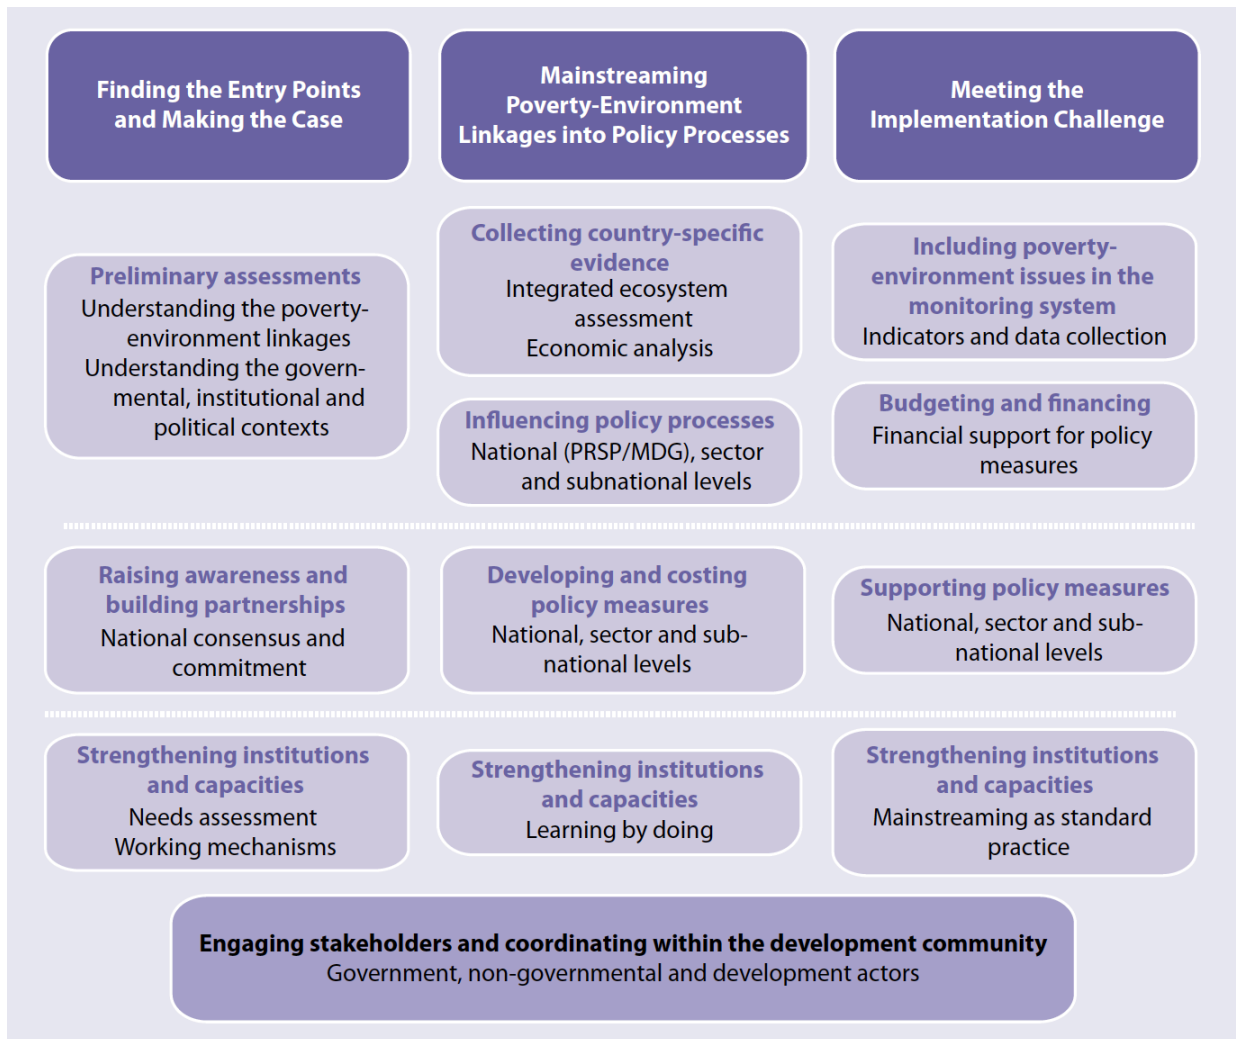 Finding the Entry Points
and Making the Case
Mainstreaming
Poverty-Environment
Linkages into Policy Processes
Meeting the
Implementation Challenge
Preliminary assessments
Understanding the poverty-
environment linkages
Understanding the govern-
mental, institutional and
political contexts
Collecting country-specific
evidence
Integrated ecosystem
assessment
Economic analysis
Influencing policy processes
National (PRSP/MDG), sector
and subnational levels
Including poverty-
environment issues in the
monitoring system
Indicators and data collection
Budgeting and financing
Financial support for policy
measures
Raising awareness and
building partnerships
National consensus and
commitment
Developing and costing
policy measures
National, sector and sub-
national levels
Supporting policy measures
National, sector and sub-
national levels
Strengthening institutions
and capacities
Needs assessment
Working mechanisms
Strengthening institutions
and capacities
Learning by doing
Strengthening institutions
and capacities
Mainstreaming as standard
practice
Engaging stakeholders and coordinating within the development community
Government, non-governmental and development actors